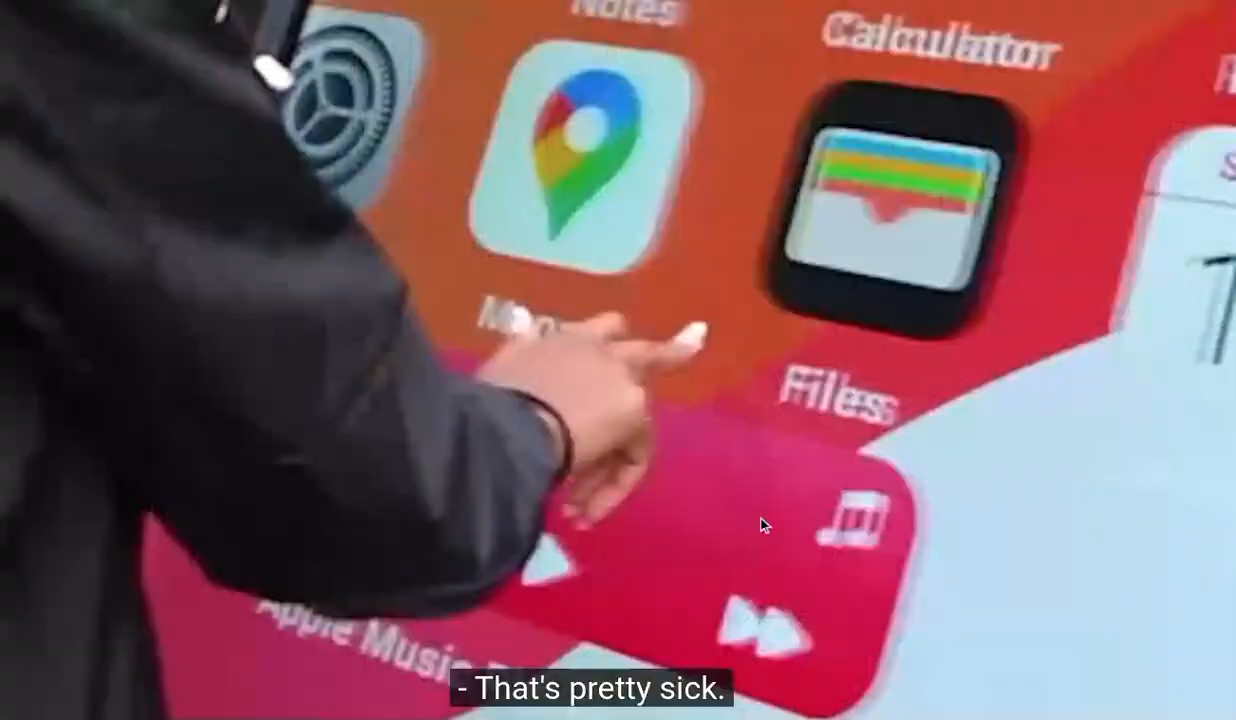 Notes
Calculator
Files
Apple Music
- That's pretty sick.